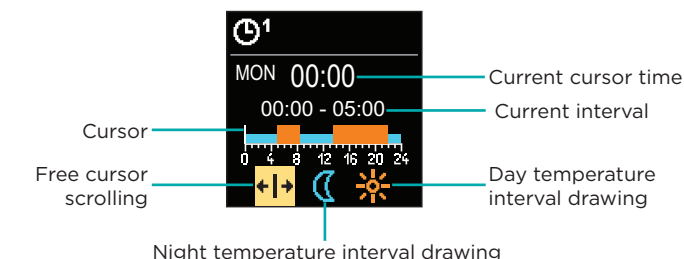 1
MON 00:00
Current cursor time
00:00 - 05:00
Current interval
Cursor
0 4 8 12 16 20 24
Free cursor
scrolling
Day temperature
interval drawing
Night temperature interval drawing